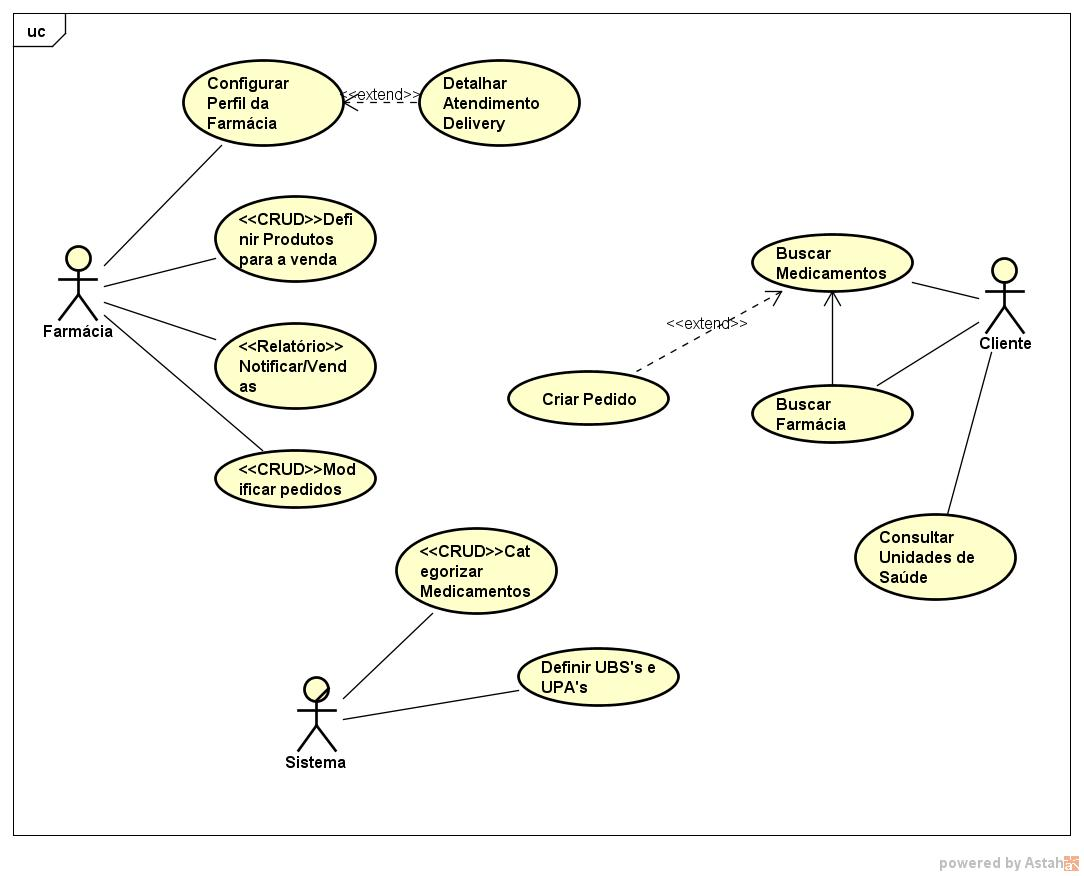 uc
Configurar
Perfil da
Farmácia
<<extend>>
Detalhar
Atendimento
Delivery
<<CRUD>>Defi
nir Produtos
para a venda
Farmácia
<<Relatório>>
Notificar/Vend
as
<<CRUD>>Mod
ificar pedidos
Buscar
Medicamentos
Cliente
<<extend>>
Criar Pedido
Buscar
Farmácia
Consultar
Unidades de
Saúde
<<CRUD>>Cat
egorizar
Medicamentos
Definir UBS's e
UPA's
Sistema
powered by Astah